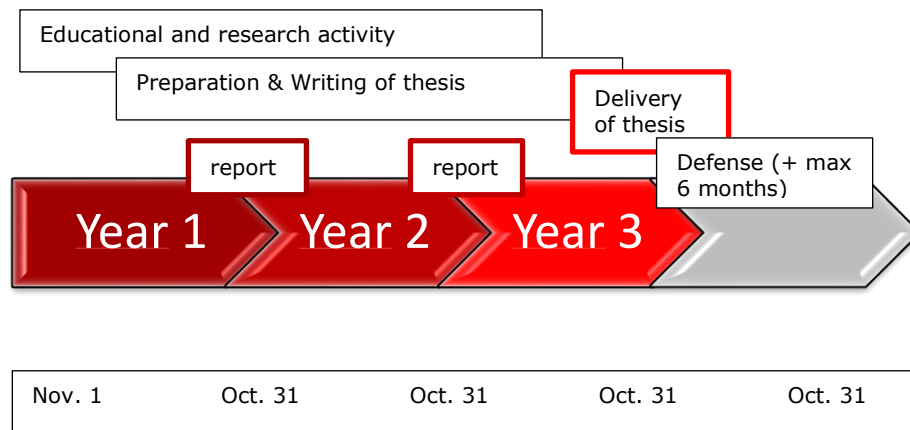 Educational and research activity
Preparation & Writing of thesis
Delivery
of thesis
report
report
Defense (+ max
6 months)
Year 1
Year 2
Year 3
Nov. 1
Oct. 31
Oct. 31
Oct. 31
Oct. 31